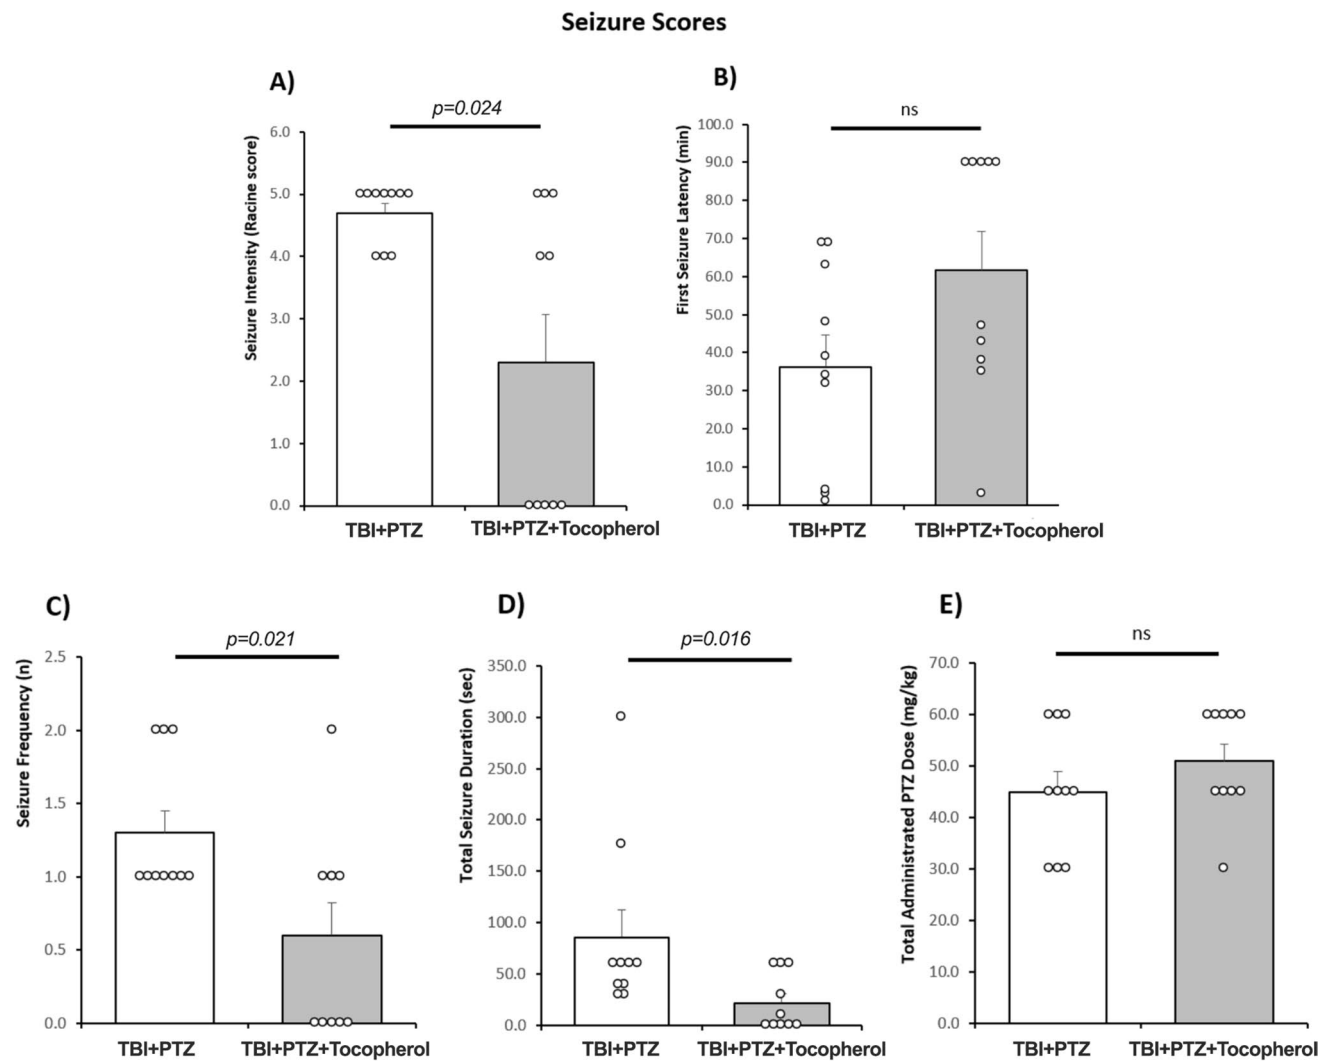 Seizure Scores
A)
p=0.024
Seizure Intensity (Racine score)
6.0
5.0
4.0
3.0
2.0
1.0
0.0
TBI+PTZ
TBI+PTZ+Tocopherol
B)
ns
First Seizure Latency (min)
100.0
90.0
80.0
70.0
60.0
50.0
40.0
30.0
20.0
10.0
0.0
TBI+PTZ
TBI+PTZ+Tocopherol
C)
p=0.021
Seizure Frequency (n)
2.5
2.0
1.5
1.0
0.5
0.0
TBI+PTZ
TBI+PTZ+Tocopherol
D)
p=0.016
Total Seizure Duration (sec)
350.0
300.0
250.0
200.0
150.0
100.0
50.0
0.0
TBI+PTZ
TBI+PTZ+Tocopherol
E)
ns
Total Administrated PTZ Dose (mg/kg)
70.0
60.0
50.0
40.0
30.0
20.0
10.0
0.0
TBI+PTZ
TBI+PTZ+Tocopherol